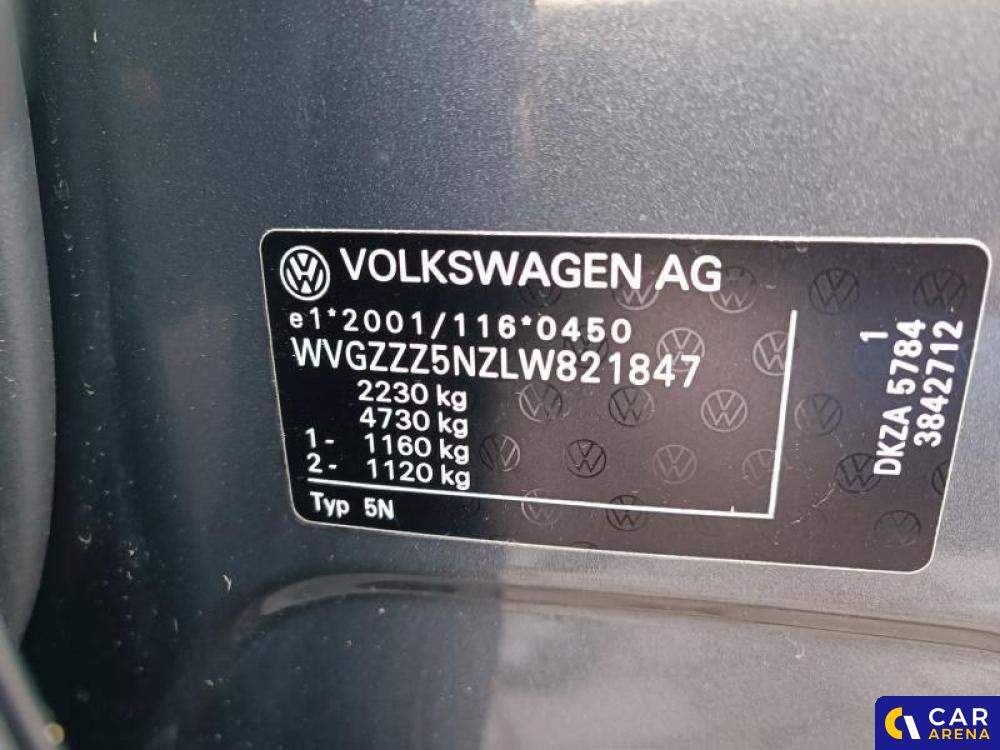 VOLKSWAGEN AG
e1*2001/116*0450
WVGZZZ5NZLW821847
2230 kg
4730 kg
1- 1160 kg
2- 1120 kg
Typ 5N
1
DKZA 5784
3842712
CAR
ARENA